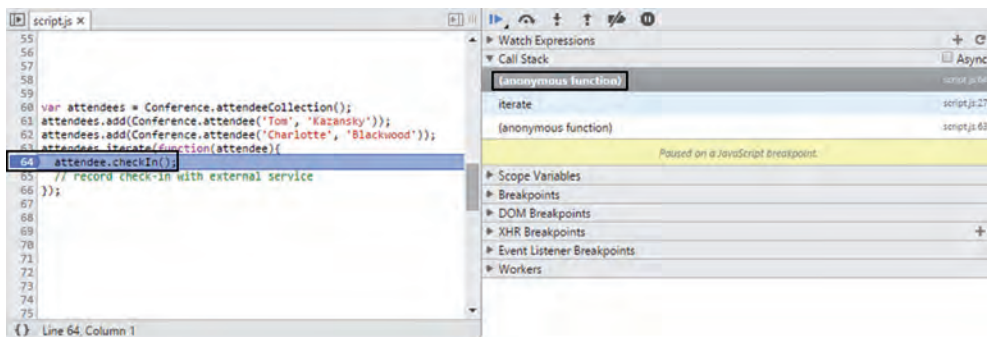 script.js ×
55
56
57
58
59
60 var attendees = Conference.attendeeCollection();
61 attendees.add(Conference.attendee('Tom', 'Kazansky'));
62 attendees.add(Conference.attendee('Charlotte', 'Blackwood'));
63 attendees.iterate(function(attendee){
64 attendee.checkIn();
65 // record check-in with external service
66 });
67
68
69
70
71
72
73
74
75
{} Line 64, Column 1
Watch Expressions
Call Stack Async
(anonymous function) script.js:64
iterate script.js:27
(anonymous function) script.js:63
Paused on a JavaScript breakpoint.
Scope Variables
Breakpoints
DOM Breakpoints
XHR Breakpoints
Event Listener Breakpoints
Workers